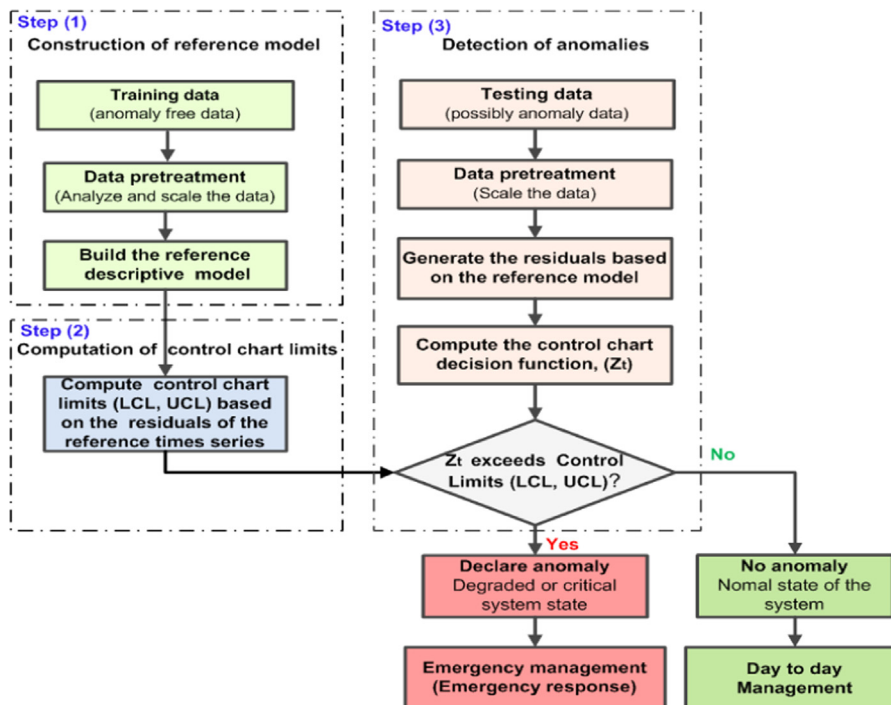 Step (1)
Construction of reference model
Training data
(anomaly free data)
Data pretreatment
(Analyze and scale the data)
Build the reference
descriptive model
Step (2)
Computation of control chart limits
Compute control chart
limits (LCL, UCL) based
on the residuals of the
reference times series
Step (3)
Detection of anomalies
Testing data
(possibly anomaly data)
Data pretreatment
(Scale the data)
Generate the residuals based
on the reference model
Compute the control chart
decision function, (Zt)
Zt exceeds Control
Limits (LCL, UCL)?
No
Yes
Declare anomaly
Degraded or critical
system state
No anomaly
Nomal state of the
system
Emergency management
(Emergency response)
Day to day
Management